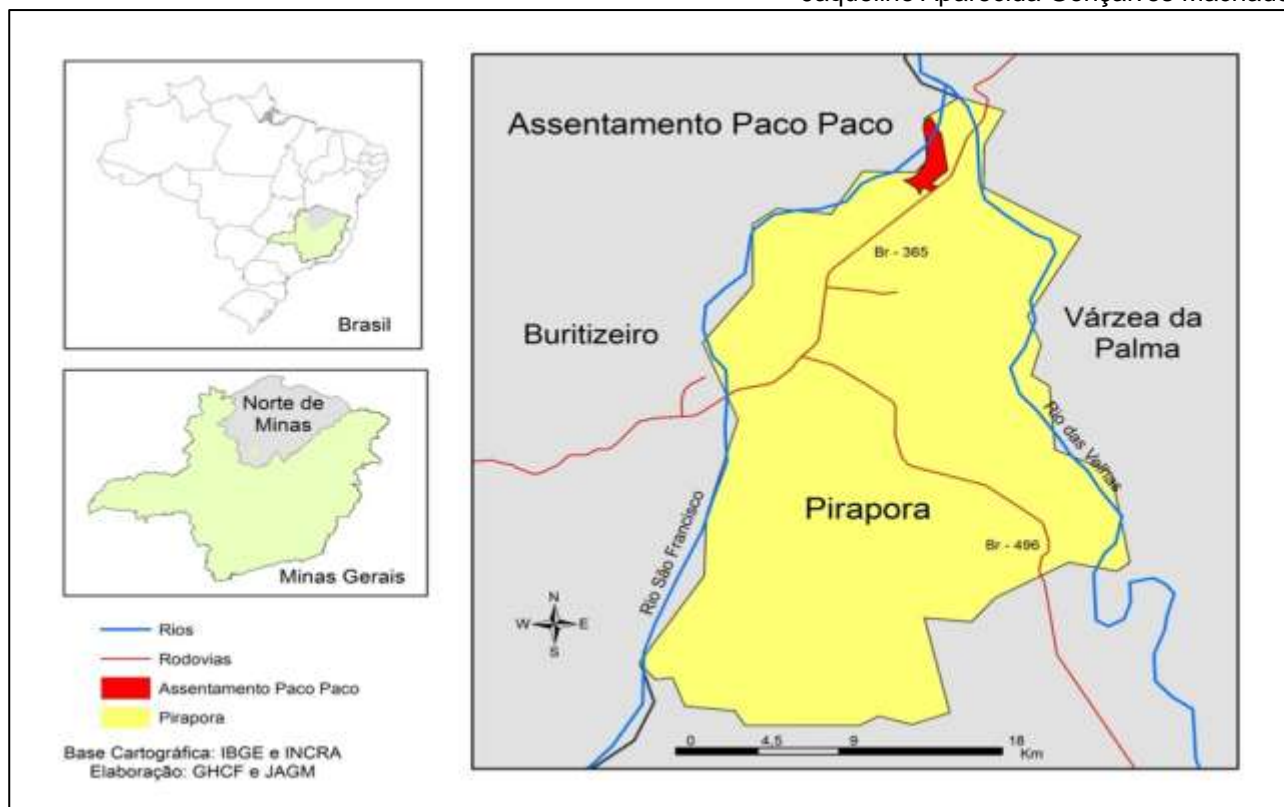 Assentamento Paco Paco
Br - 365
Brasil
Buritizeiro
Várzea da
Palma
Norte de
Minas
Rio das Velhas
Pirapora
Br - 496
Rio São Francisco
Minas Gerais
N
W
E
S
Rios
Rodovias
Assentamento Paco Paco
Pirapora
0 4,5 9 18
Km
Base Cartográfica: IBGE e INCRA
Elaboração: GHCF e JAGM